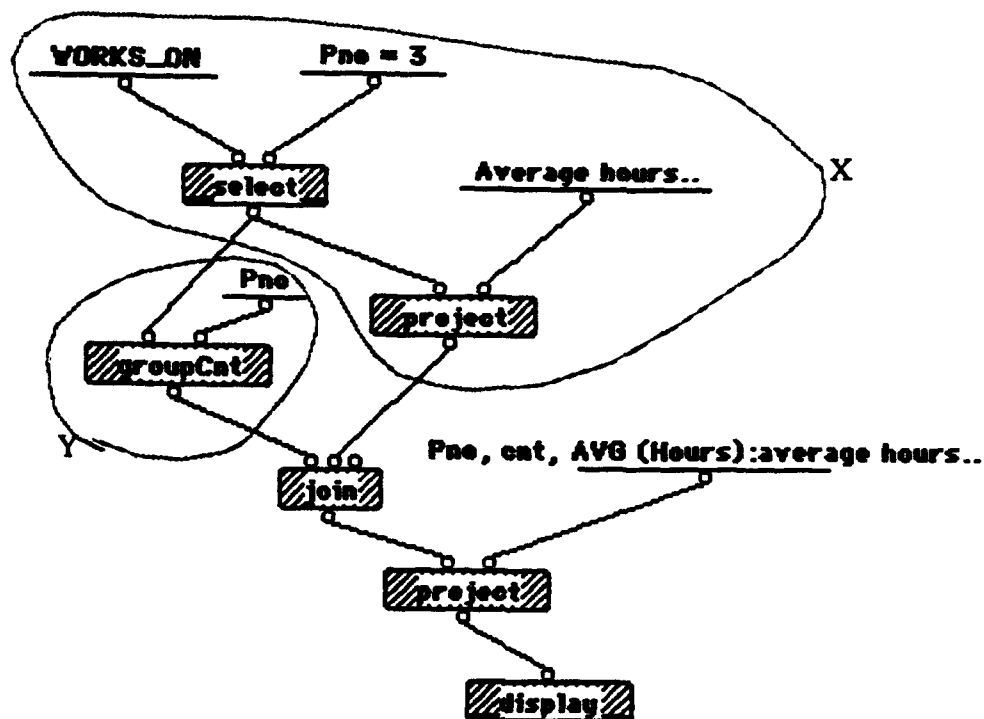 WORKS_ON
Pno = 3
select
Average hours..
X
Pno
project
groupCnt
Y
Pno, cnt, AVG (Hours):average hours..
join
project
display